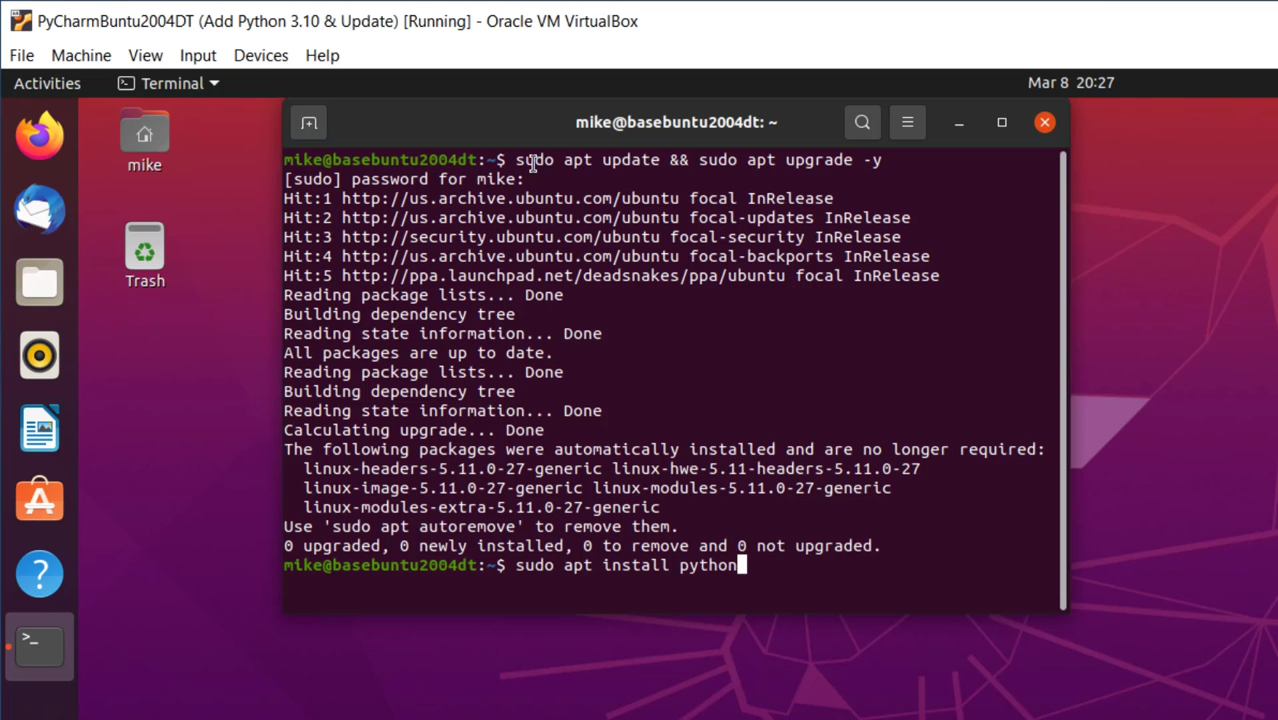 PyCharmBuntu2004DT (Add Python 3.10 & Update) [Running] - Oracle VM VirtualBox
File Machine View Input Devices Help
Activities Terminal Mar 8 20:27
mike@basebuntu2004dt: ~
mike
Trash
mike@basebuntu2004dt:~$ sudo apt update && sudo apt upgrade -y
[sudo] password for mike:
Hit:1 http://us.archive.ubuntu.com/ubuntu focal InRelease
Hit:2 http://us.archive.ubuntu.com/ubuntu focal-updates InRelease
Hit:3 http://security.ubuntu.com/ubuntu focal-security InRelease
Hit:4 http://us.archive.ubuntu.com/ubuntu focal-backports InRelease
Hit:5 http://ppa.launchpad.net/deadsnakes/ppa/ubuntu focal InRelease
Reading package lists... Done
Building dependency tree
Reading state information... Done
All packages are up to date.
Reading package lists... Done
Building dependency tree
Reading state information... Done
Calculating upgrade... Done
The following packages were automatically installed and are no longer required:
linux-headers-5.11.0-27-generic linux-hwe-5.11-headers-5.11.0-27
linux-image-5.11.0-27-generic linux-modules-5.11.0-27-generic
linux-modules-extra-5.11.0-27-generic
Use 'sudo apt autoremove' to remove them.
0 upgraded, 0 newly installed, 0 to remove and 0 not upgraded.
mike@basebuntu2004dt:~$ sudo apt install python